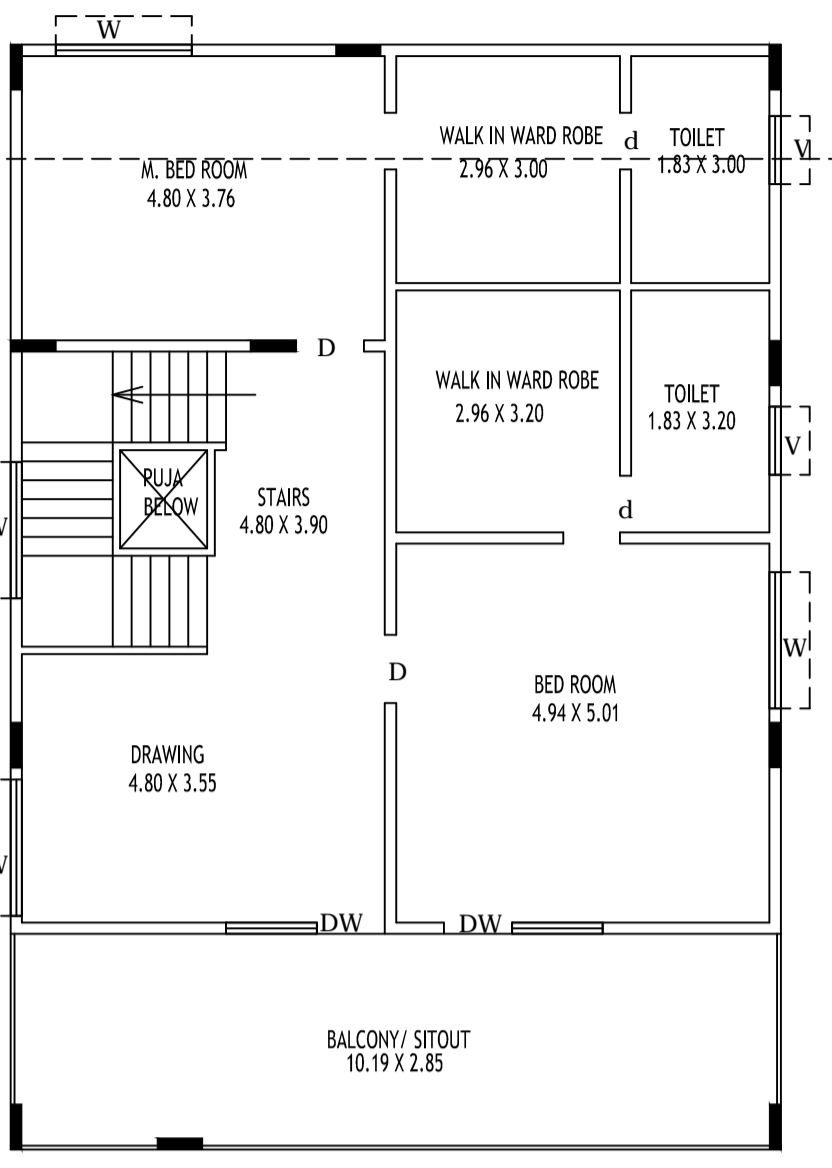 W
WALK IN WARD ROBE
2.96 X 3.00
d
TOILET
1.83 X 3.00
V
M. BED ROOM
4.80 X 3.76
D
WALK IN WARD ROBE
2.96 X 3.20
TOILET
1.83 X 3.20
V
PUJA
BELOW
STAIRS
4.80 X 3.90
d
W
D
BED ROOM
4.94 X 5.01
DRAWING
4.80 X 3.55
DW
DW
BALCONY/ SITOUT
10.19 X 2.85